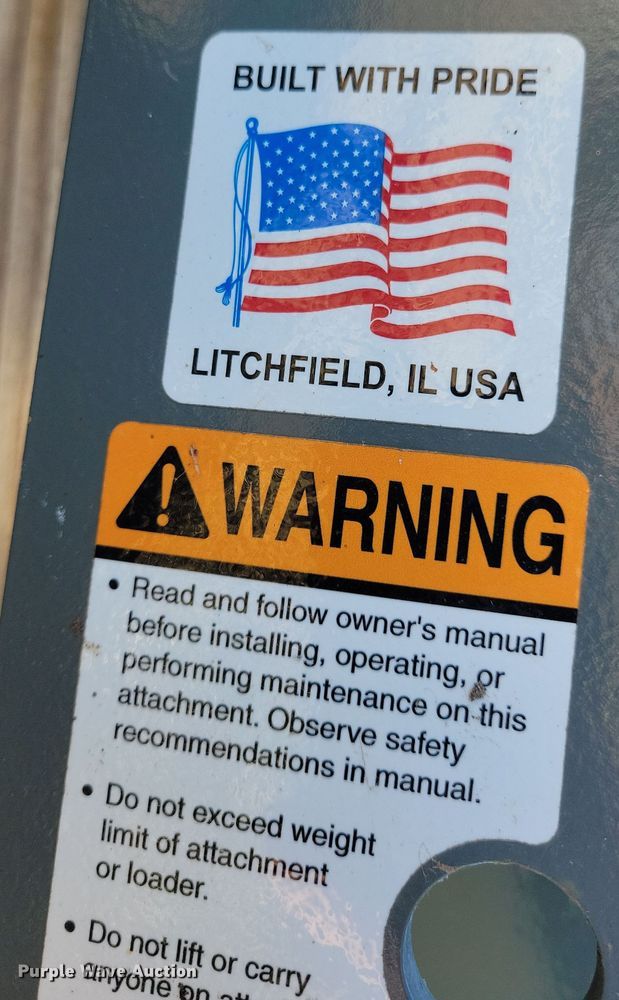 BUILT WITH PRIDE
LITCHFIELD, IL USA
WARNING
• Read and follow owner's manual
before installing, operating, or
performing maintenance on this
attachment. Observe safety
recommendations in manual.
• Do not exceed weight
limit of attachment
or loader.
• Do not lift or carry
anyone on
Purple Wave Auction